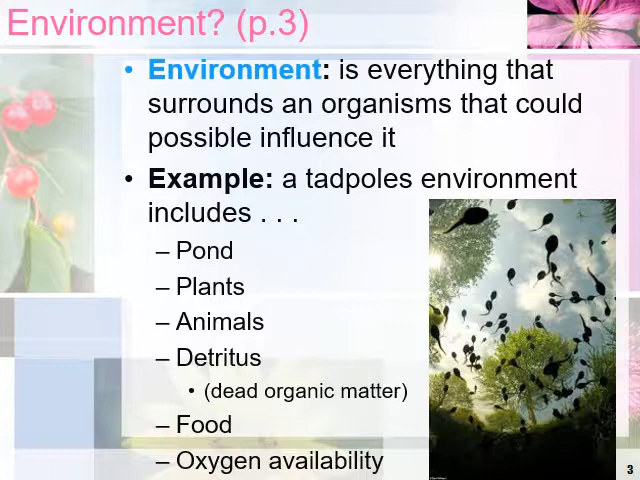 Environment? (p.3)
• Environment: is everything that
surrounds an organisms that could
possible influence it
• Example: a tadpoles environment
includes . . .
– Pond
– Plants
– Animals
– Detritus
• (dead organic matter)
– Food
– Oxygen availability
3